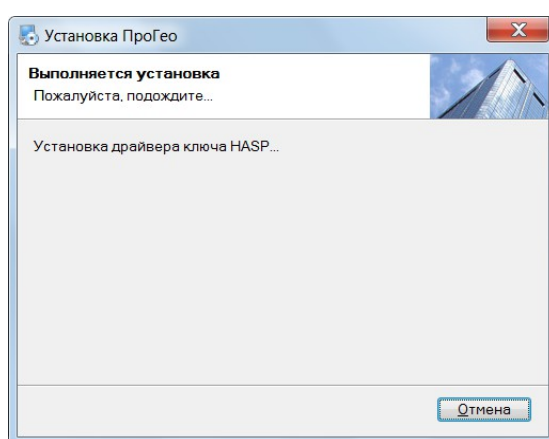 Установка ПроГео
Выполняется установка
Пожалуйста, подождите...
Установка драйвера ключа HASP...
Отмена